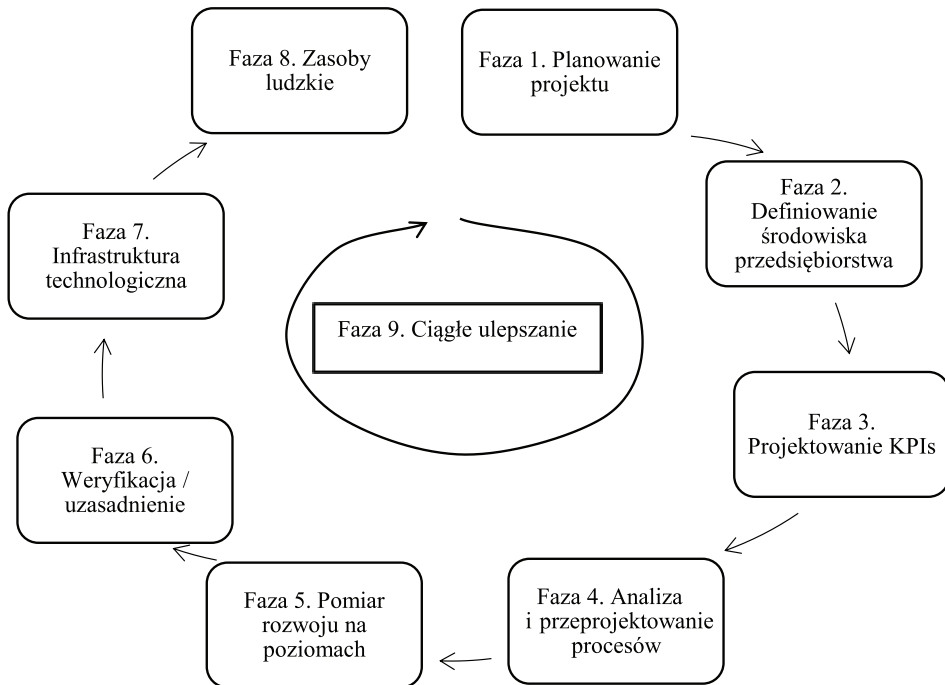 Faza 8. Zasoby
ludzkie
Faza 1. Planowanie
projektu
Faza 2.
Definiowanie
środowiska
przedsiębiorstwa
Faza 7.
Infrastruktura
technologiczna
Faza 9. Ciągłe ulepszanie
Faza 3.
Projektowanie KPIs
Faza 6.
Weryfikacja /
uzasadnienie
Faza 5. Pomiar
rozwoju na
poziomach
Faza 4. Analiza
i przeprojektowanie
procesów